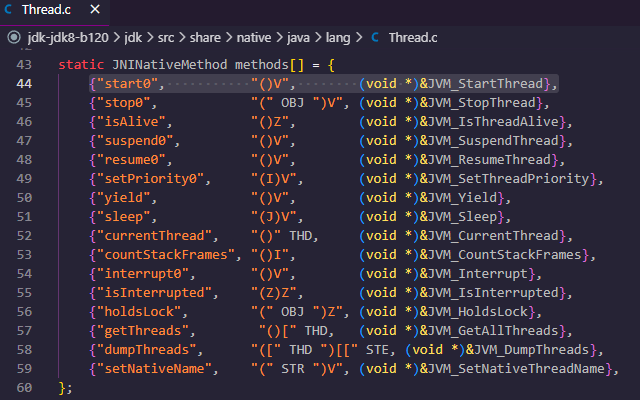 C Thread.c X
jdk-jdk8-b120 > jdk > src > share > native > java > lang > C Thread.c
43 static JNINativeMethod methods[] = {
44 {"start0", "()V", (void *)&JVM_StartThread},
45 {"stop0", "(" OBJ ")V", (void *)&JVM_StopThread},
46 {"isAlive", "()Z", (void *)&JVM_IsThreadAlive},
47 {"suspend0", "()V", (void *)&JVM_SuspendThread},
48 {"resume0", "()V", (void *)&JVM_ResumeThread},
49 {"setPriority0", "(I)V", (void *)&JVM_SetThreadPriority},
50 {"yield", "()V", (void *)&JVM_Yield},
51 {"sleep", "(J)V", (void *)&JVM_Sleep},
52 {"currentThread", "()" THD, (void *)&JVM_CurrentThread},
53 {"countStackFrames", "()I", (void *)&JVM_CountStackFrames},
54 {"interrupt0", "()V", (void *)&JVM_Interrupt},
55 {"isInterrupted", "(Z)Z", (void *)&JVM_IsInterrupted},
56 {"holdsLock", "(" OBJ ")Z", (void *)&JVM_HoldsLock},
57 {"getThreads", "()[" THD, (void *)&JVM_GetAllThreads},
58 {"dumpThreads", "([" THD ")[[" STE, (void *)&JVM_DumpThreads},
59 {"setNativeName", "(" STR ")V", (void *)&JVM_SetNativeThreadName},
60 };